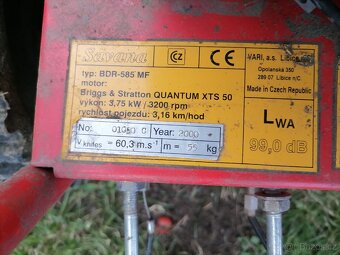 Savana
CZ
CE
VARI, a.s. Libice n/C
Opolanská 350
289 07 Libice n/C.
typ: BDR-585 MF
motor:
Briggs & Stratton QUANTUM XTS 50
výkon: 3,75 kW / 3200 rpm
rychlost pojezdu: 3,16 km/hod
Made in Czech Republic
No:
Year: 2000
V knifes = 60,3 m.s-1 m = 55 kg
LWA
99,0 dB